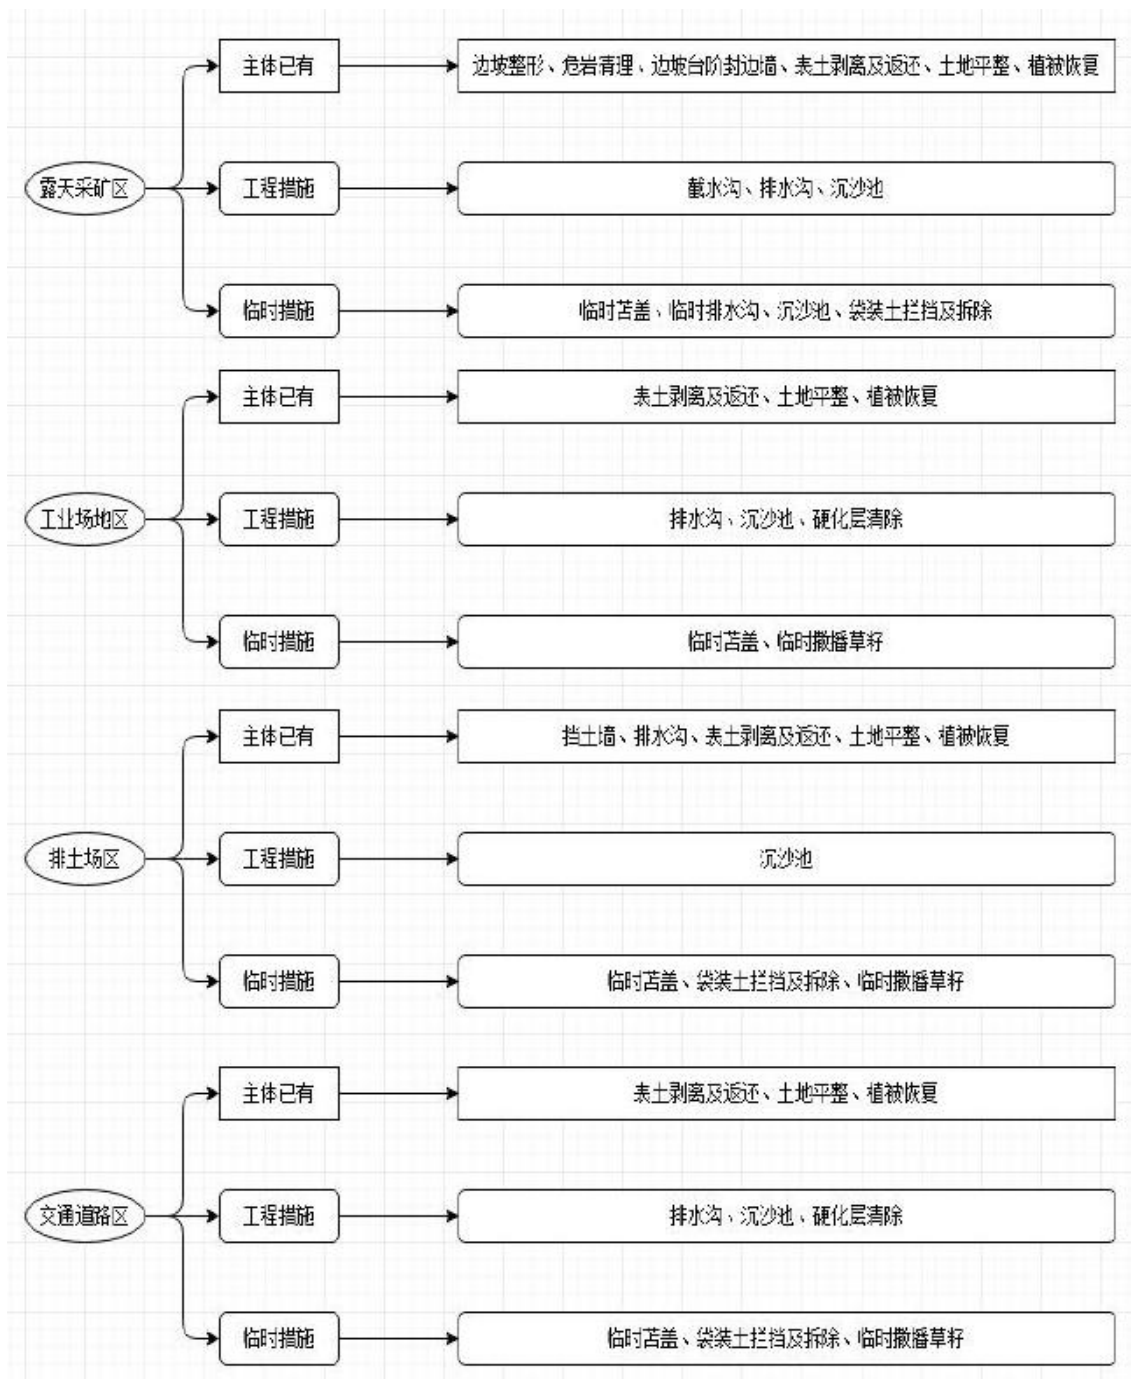 主体已有
边坡整形、危岩清理、边坡台阶封边墙、表土剥离及返还、土地平整、植被恢复
露天采矿区
工程措施
截水沟、排水沟、沉沙池
临时措施
临时苫盖、临时排水沟、沉沙池、袋装土拦挡及拆除
主体已有
表土剥离及返还、土地平整、植被恢复
工业场地区
工程措施
排水沟、沉沙池、硬化层清除
临时措施
临时苫盖、临时撒播草籽
主体已有
挡土墙、排水沟、表土剥离及返还、土地平整、植被恢复
排土场区
工程措施
沉沙池
临时措施
临时苫盖、袋装土拦挡及拆除、临时撒播草籽
主体已有
表土剥离及返还、土地平整、植被恢复
交通道路区
工程措施
排水沟、沉沙池、硬化层清除
临时措施
临时苫盖、袋装土拦挡及拆除、临时撒播草籽